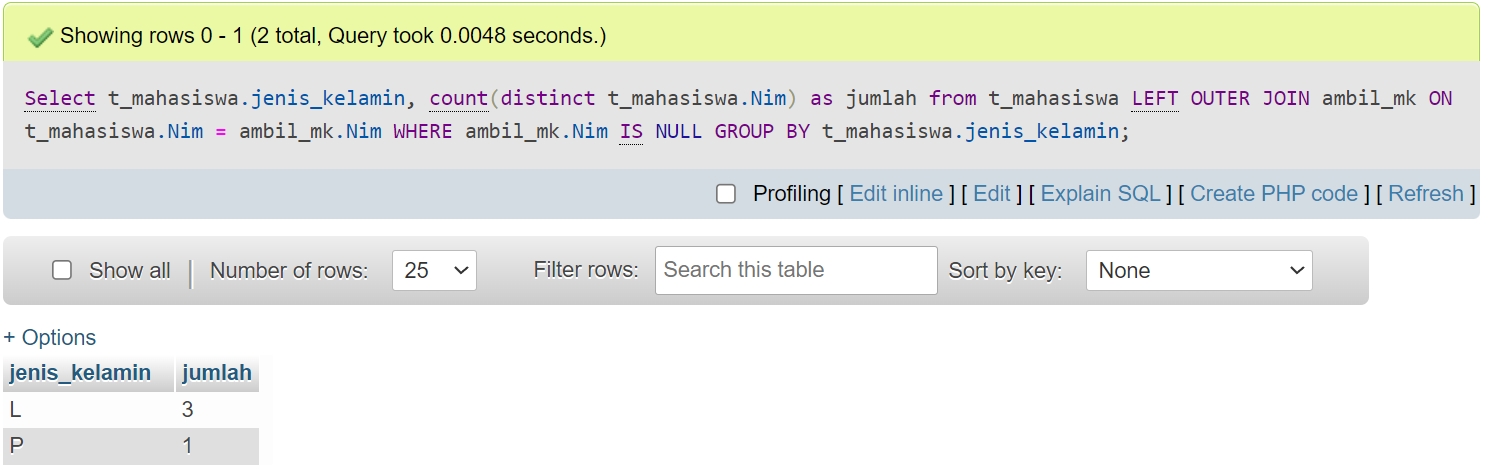 Showing rows 0 - 1 (2 total, Query took 0.0048 seconds.)
Select t_mahasiswa.jenis_kelamin, count(distinct t_mahasiswa.Nim) as jumlah from t_mahasiswa LEFT OUTER JOIN ambil_mk ON
t_mahasiswa.Nim = ambil_mk.Nim WHERE ambil_mk.Nim IS NULL GROUP BY t_mahasiswa.jenis_kelamin;
Profiling [ Edit inline ] [ Edit ] [ Explain SQL ] [ Create PHP code ] [ Refresh ]
Show all | Number of rows: 25 Filter rows: Search this table Sort by key: None
+ Options
jenis_kelamin jumlah
L 3
P 1